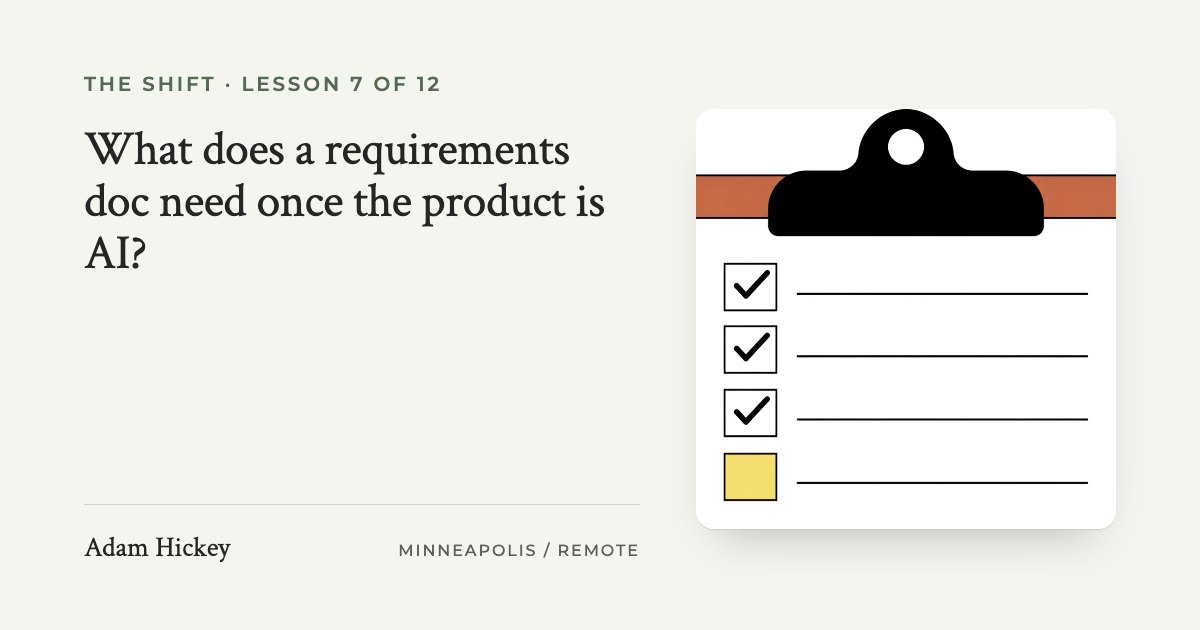 THE SHIFT · LESSON 7 OF 12
What does a requirements
doc need once the product is
AI?
Adam Hickey
MINNEAPOLIS / REMOTE